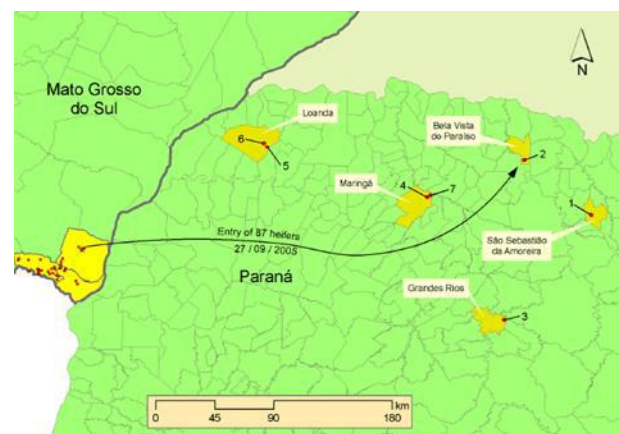 Mato Grosso
do Sul
N
Loanda
6
5
Bela Vista
do Paraíso
2
Maringá
4
7
1
São Sebastião
da Amoreira
Entry of 87 heifers
27 / 09 / 2005
Paraná
Grandes Rios
3
km
0 45 90 180